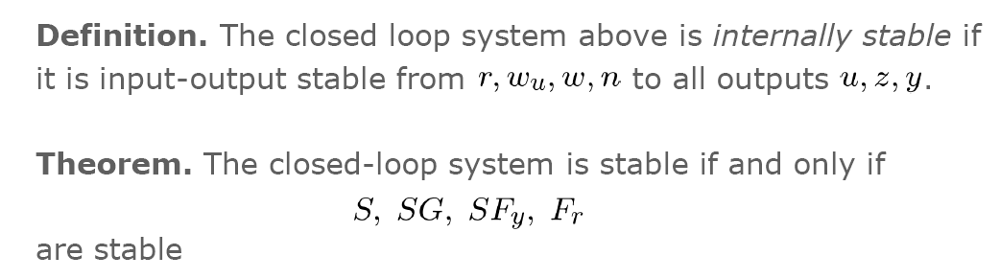 Definition. The closed loop system above is internally stable if
it is input-output stable from r, w_u, w, n to all outputs u, z, y.
Theorem. The closed-loop system is stable if and only if
S, SG, SF_y, F_r
are stable